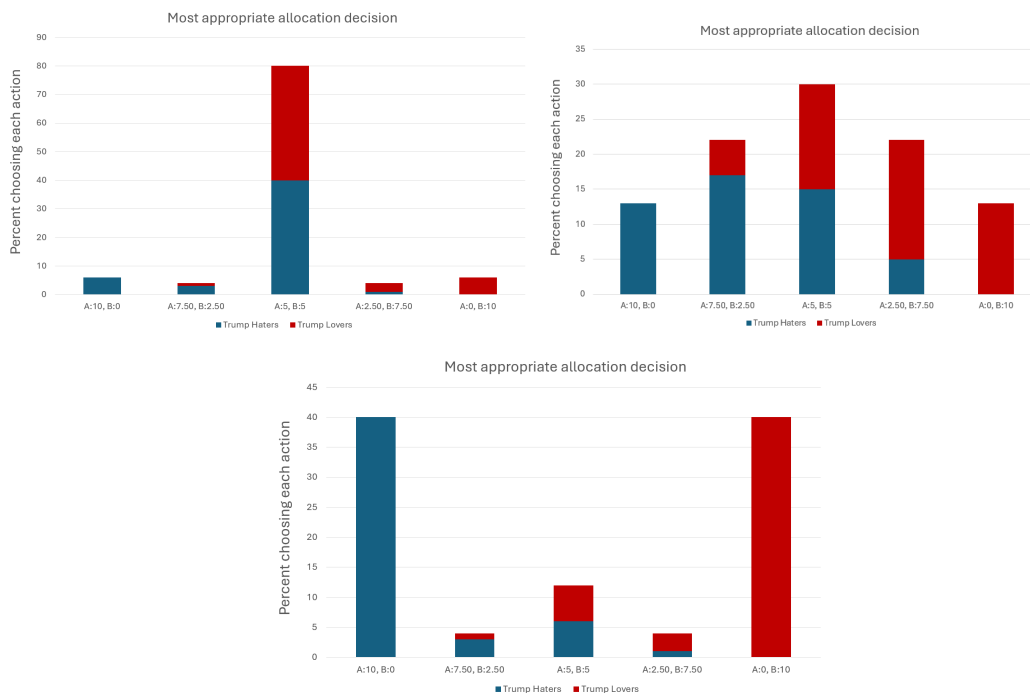 Most appropriate allocation decision
Percent choosing each action
90
80
70
60
50
40
30
20
10
0
A:10, B:0
A:7.50, B:2.50
A:5, B:5
A:2.50, B:7.50
A:0, B:10
Trump Haters
Trump Lovers
Most appropriate allocation decision
Percent choosing each action
35
30
25
20
15
10
5
0
A:10, B:0
A:7.50, B:2.50
A:5, B:5
A:2.50, B:7.50
A:0, B:10
Trump Haters
Trump Lovers
Most appropriate allocation decision
Percent choosing each action
45
40
35
30
25
20
15
10
5
0
A:10, B:0
A:7.50, B:2.50
A:5, B:5
A:2.50, B:7.50
A:0, B:10
Trump Haters
Trump Lovers